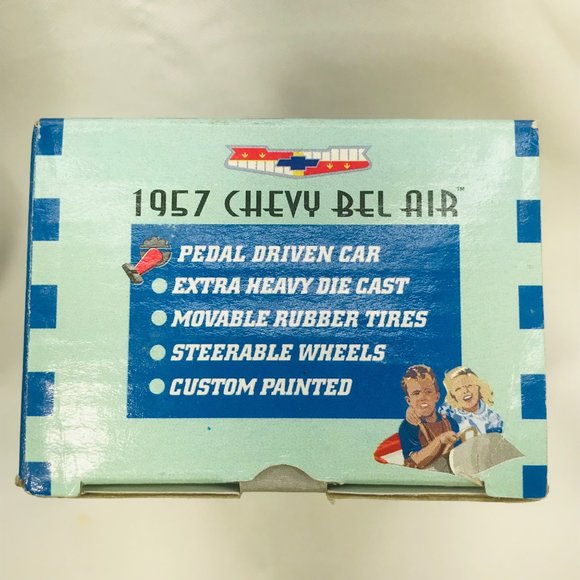 1957 CHEVY BEL AIR™
PEDAL DRIVEN CAR
EXTRA HEAVY DIE CAST
MOVABLE RUBBER TIRES
STEERABLE WHEELS
CUSTOM PAINTED